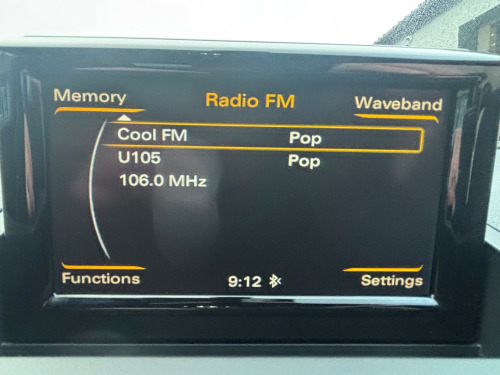 Memory Radio FM Waveband
Cool FM Pop
U105 Pop
106.0 MHz
Functions 9:12 Settings